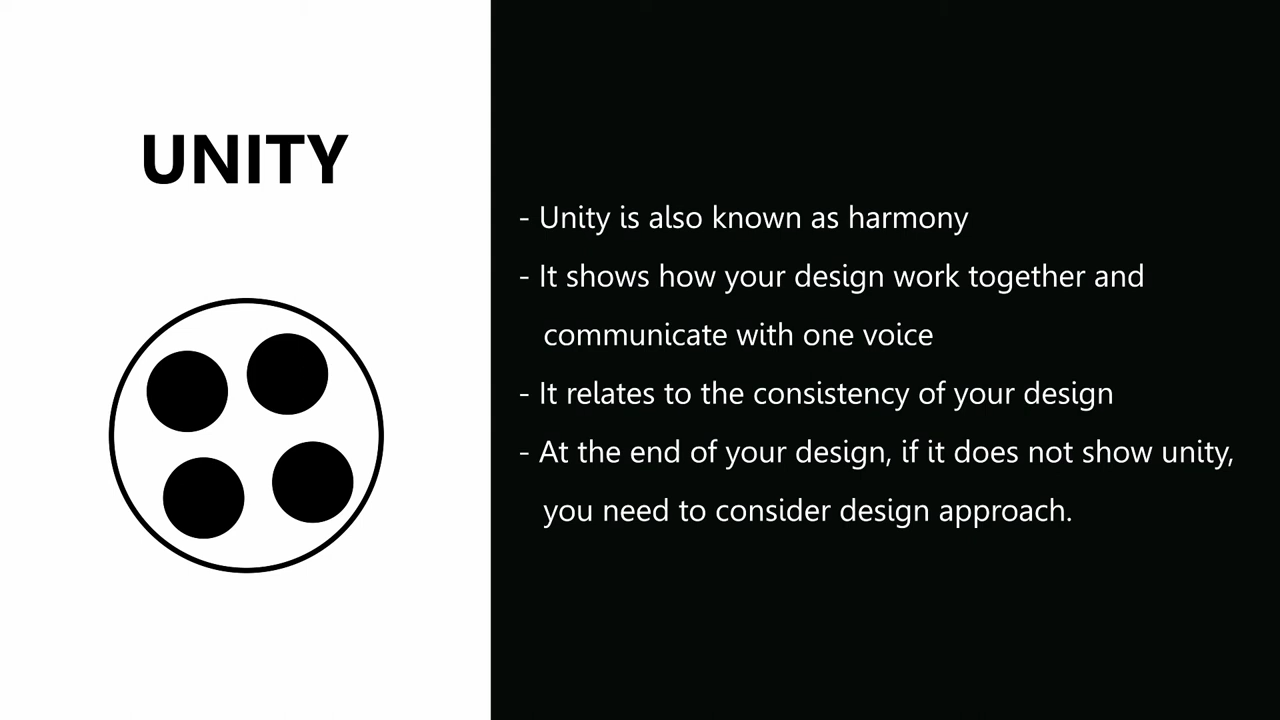 UNITY
- Unity is also known as harmony
- It shows how your design work together and
communicate with one voice
- It relates to the consistency of your design
- At the end of your design, if it does not show unity,
you need to consider design approach.